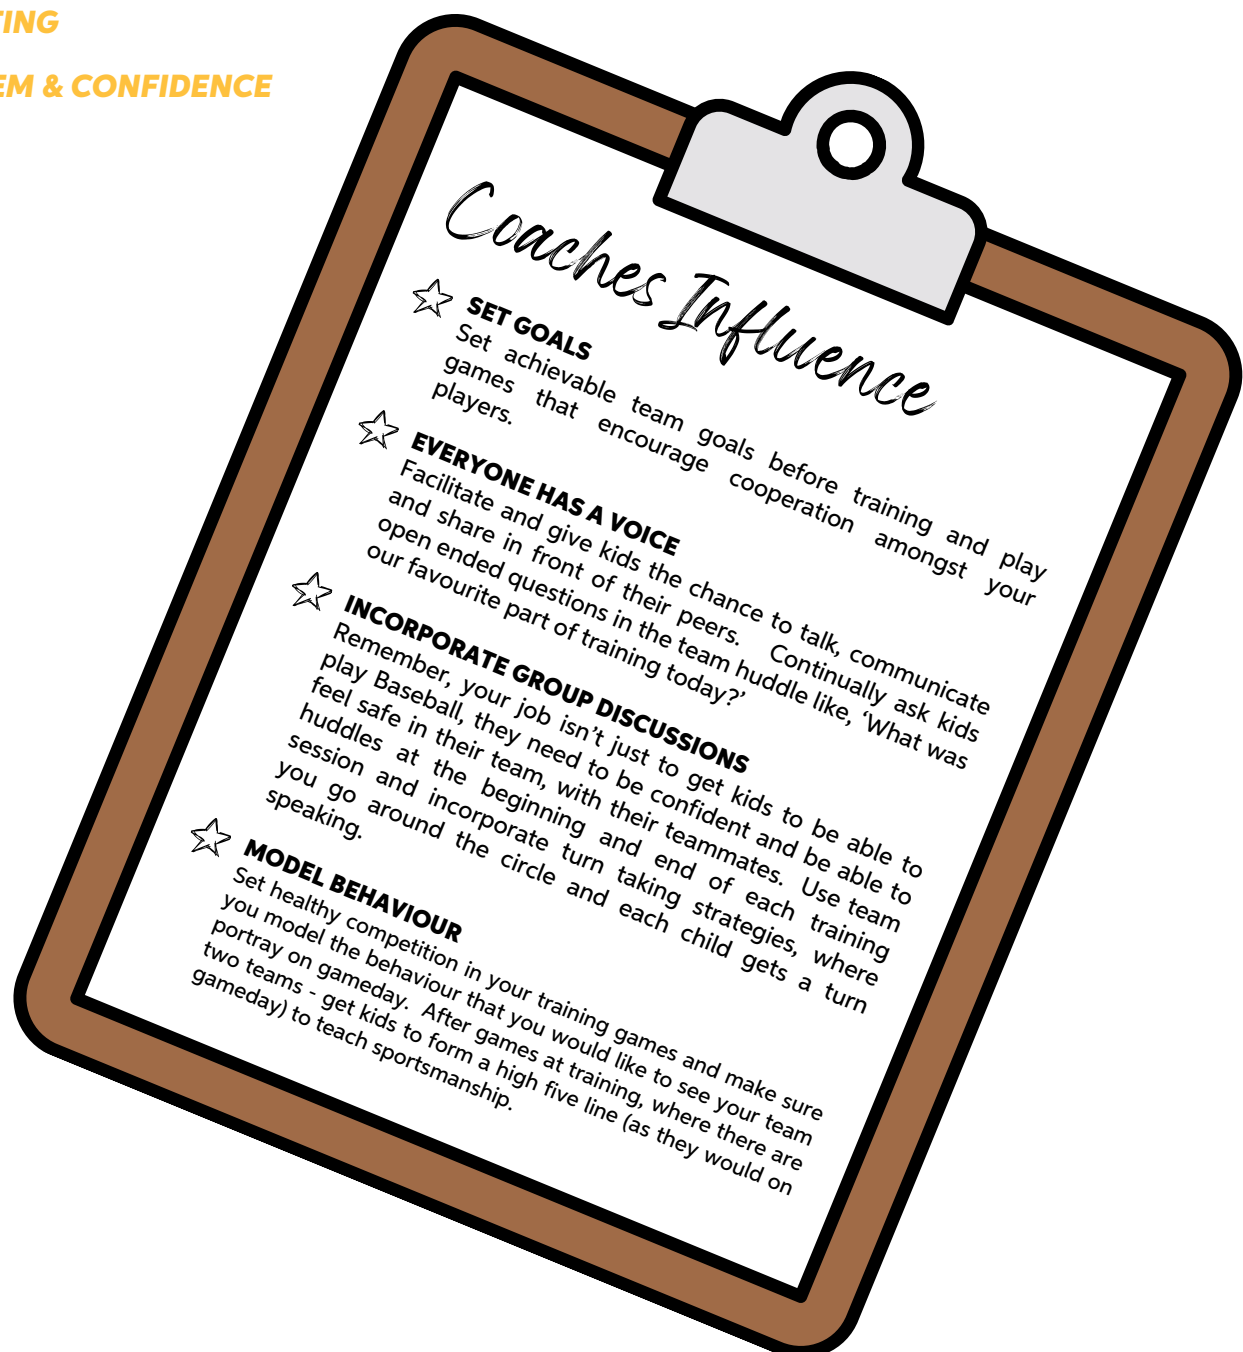 TING
EM & CONFIDENCE
Coaches Influence
SET GOALS
Set achievable team goals before training and play
games that encourage cooperation amongst your
players.
EVERYONE HAS A VOICE
Facilitate and give kids the chance to talk, communicate
and share in front of their peers. Continually ask kids
open ended questions in the team huddle like, ‘What was
our favourite part of training today?’
INCORPORATE GROUP DISCUSSIONS
Remember, your job isn’t just to get kids to be able to
play Baseball, they need to be confident and be able to
feel safe in their team, with their teammates. Use team
huddles at the beginning and end of each training
session and incorporate turn taking strategies, where
you go around the circle and each child gets a turn
speaking.
MODEL BEHAVIOUR
Set healthy competition in your training games and make sure
you model the behaviour that you would like to see your team
portray on gameday. After games at training, where there are
two teams - get kids to form a high five line (as they would on
gameday) to teach sportsmanship.